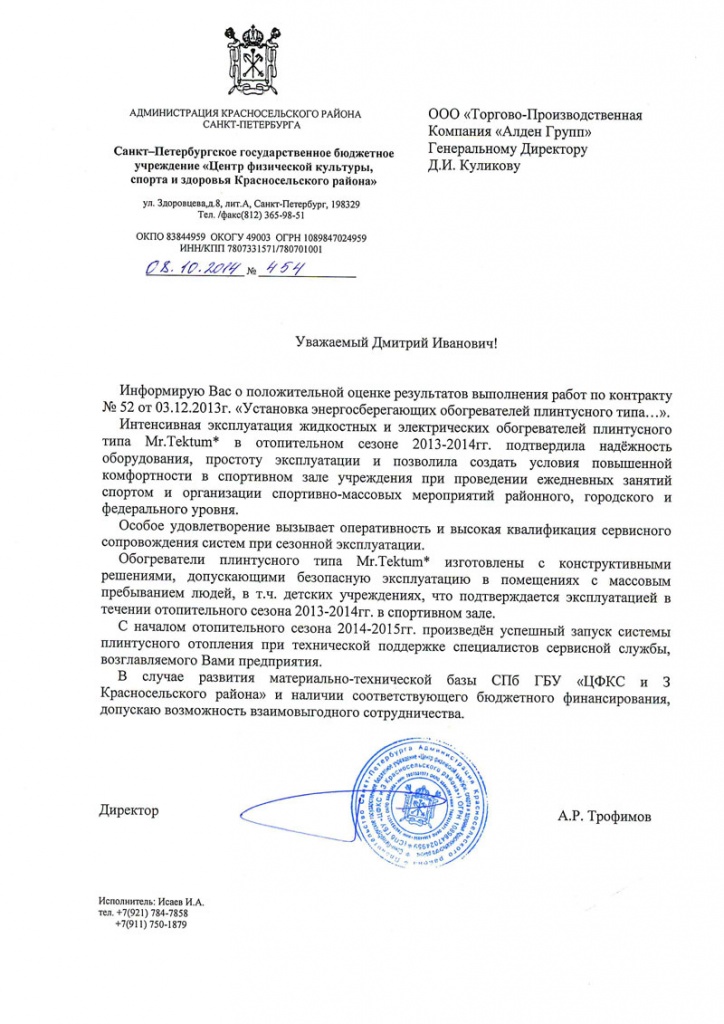 АДМИНИСТРАЦИЯ КРАСНОСЕЛЬСКОГО РАЙОНА
САНКТ-ПЕТЕРБУРГА
Санкт–Петербургское государственное бюджетное
учреждение «Центр физической культуры,
спорта и здоровья Красносельского района»
ул. Здоровцева,д.8, лит.А, Санкт-Петербург, 198329
Тел. /факс(812) 365-98-51
ОКПО 83844959 ОКОГУ 49003 ОГРН 1089847024959
ИНН/КПП 7807331571/780701001
08.10.2014 № 454
ООО «Торгово-Производственная
Компания «Алден Групп»
Генеральному Директору
Д.И. Куликову
Уважаемый Дмитрий Иванович!
Информирую Вас о положительной оценке результатов выполнения работ по контракту
№ 52 от 03.12.2013г. «Установка энергосберегающих обогревателей плинтусного типа…».
Интенсивная эксплуатация жидкостных и электрических обогревателей плинтусного
типа Mr.Tektum* в отопительном сезоне 2013-2014гг. подтвердила надёжность
оборудования, простоту эксплуатации и позволила создать условия повышенной
комфортности в спортивном зале учреждения при проведении ежедневных занятий
спортом и организации спортивно-массовых мероприятий районного, городского и
федерального уровня.
Особое удовлетворение вызывает оперативность и высокая квалификация сервисного
сопровождения систем при сезонной эксплуатации.
Обогреватели плинтусного типа Mr.Tektum* изготовлены с конструктивными
решениями, допускающими безопасную эксплуатацию в помещениях с массовым
пребыванием людей, в т.ч. детских учреждениях, что подтверждается эксплуатацией в
течении отопительного сезона 2013-2014гг. в спортивном зале.
С началом отопительного сезона 2014-2015гг. произведён успешный запуск системы
плинтусного отопления при технической поддержке специалистов сервисной службы,
возглавляемого Вами предприятия.
В случае развития материально-технической базы СПб ГБУ «ЦФКС и З
Красносельского района» и наличии соответствующего бюджетного финансирования,
допускаю возможность взаимовыгодного сотрудничества.
Директор
А.Р. Трофимов
Исполнитель: Исаев И.А.
тел. +7(921) 784-7858
+7(911) 750-1879